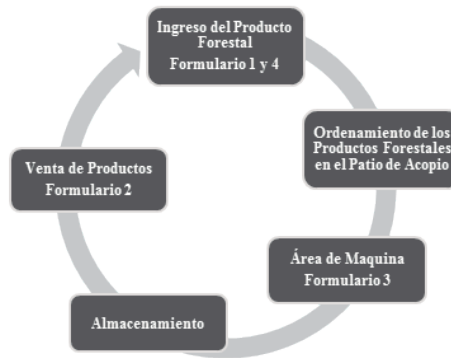 Ingreso del Producto
Forestal
Formulario 1 y 4
Ordenamiento de los
Productos Forestales
en el Patio de Acopio
Área de Maquina
Formulario 3
Almacenamiento
Venta de Productos
Formulario 2